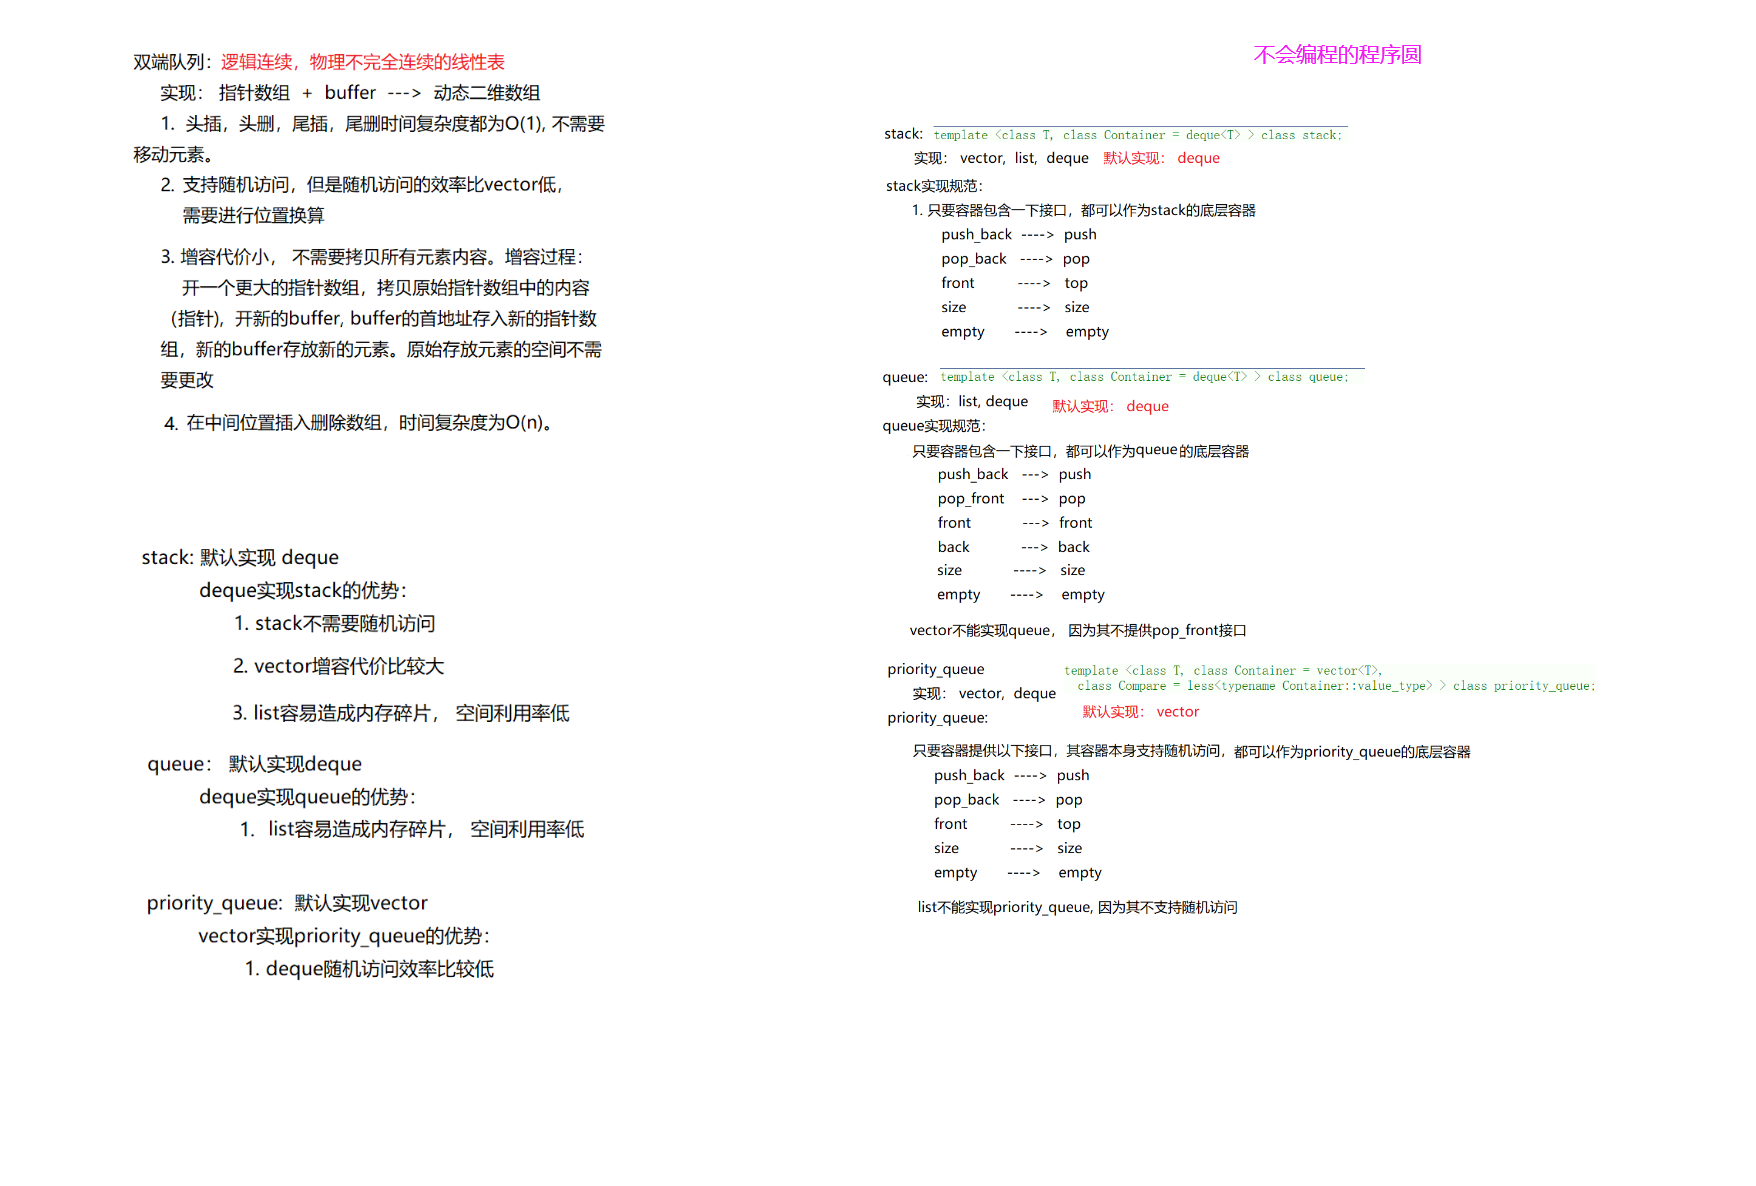 双端队列：逻辑连续，物理不完全连续的线性表
实现： 指针数组 + buffer ---> 动态二维数组
1. 头插，头删，尾插，尾删时间复杂度都为O(1), 不需要
移动元素。
2. 支持随机访问，但是随机访问的效率比vector低，
需要进行位置换算
3. 增容代价小， 不需要拷贝所有元素内容。增容过程：
开一个更大的指针数组，拷贝原始指针数组中的内容
（指针)，开新的buffer, buffer的首地址存入新的指针数
组，新的buffer存放新的元素。原始存放元素的空间不需
要更改
4. 在中间位置插入删除数组，时间复杂度为O(n)。
stack: 默认实现 deque
deque实现stack的优势：
1. stack不需要随机访问
2. vector增容代价比较大
3. list容易造成内存碎片， 空间利用率低
queue： 默认实现deque
deque实现queue的优势：
1. list容易造成内存碎片， 空间利用率低
priority_queue: 默认实现vector
vector实现priority_queue的优势：
1. deque随机访问效率比较低
不会编程的程序圆
stack: template <class T, class Container = deque<T> > class stack;
实现： vector, list, deque 默认实现： deque
stack实现规范：
1. 只要容器包含一下接口，都可以作为stack的底层容器
push_back ----> push
pop_back ----> pop
front ----> top
size ----> size
empty ----> empty
queue: template <class T, class Container = deque<T> > class queue;
实现：list, deque 默认实现： deque
queue实现规范：
只要容器包含一下接口，都可以作为queue的底层容器
push_back ---> push
pop_front ---> pop
front ---> front
back ---> back
size ----> size
empty ----> empty
vector不能实现queue， 因为其不提供pop_front接口
priority_queue template <class T, class Container = vector<T>,
class Compare = less<typename Container::value_type> > class priority_queue;
实现： vector, deque
默认实现： vector
priority_queue:
只要容器提供以下接口，其容器本身支持随机访问，都可以作为priority_queue的底层容器
push_back ----> push
pop_back ----> pop
front ----> top
size ----> size
empty ----> empty
list不能实现priority_queue, 因为其不支持随机访问